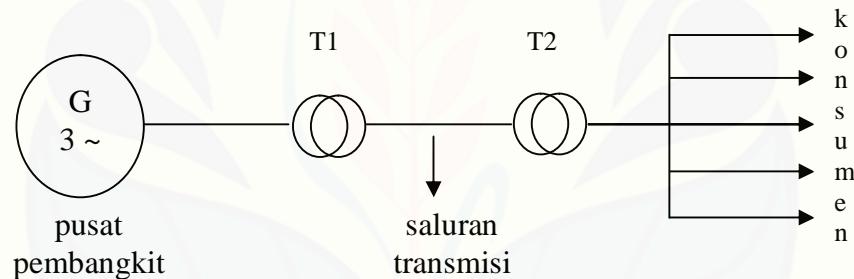 G
3 ~
pusat
pembangkit
T1
saluran
transmisi
T2
k
o
n
s
u
m
e
n